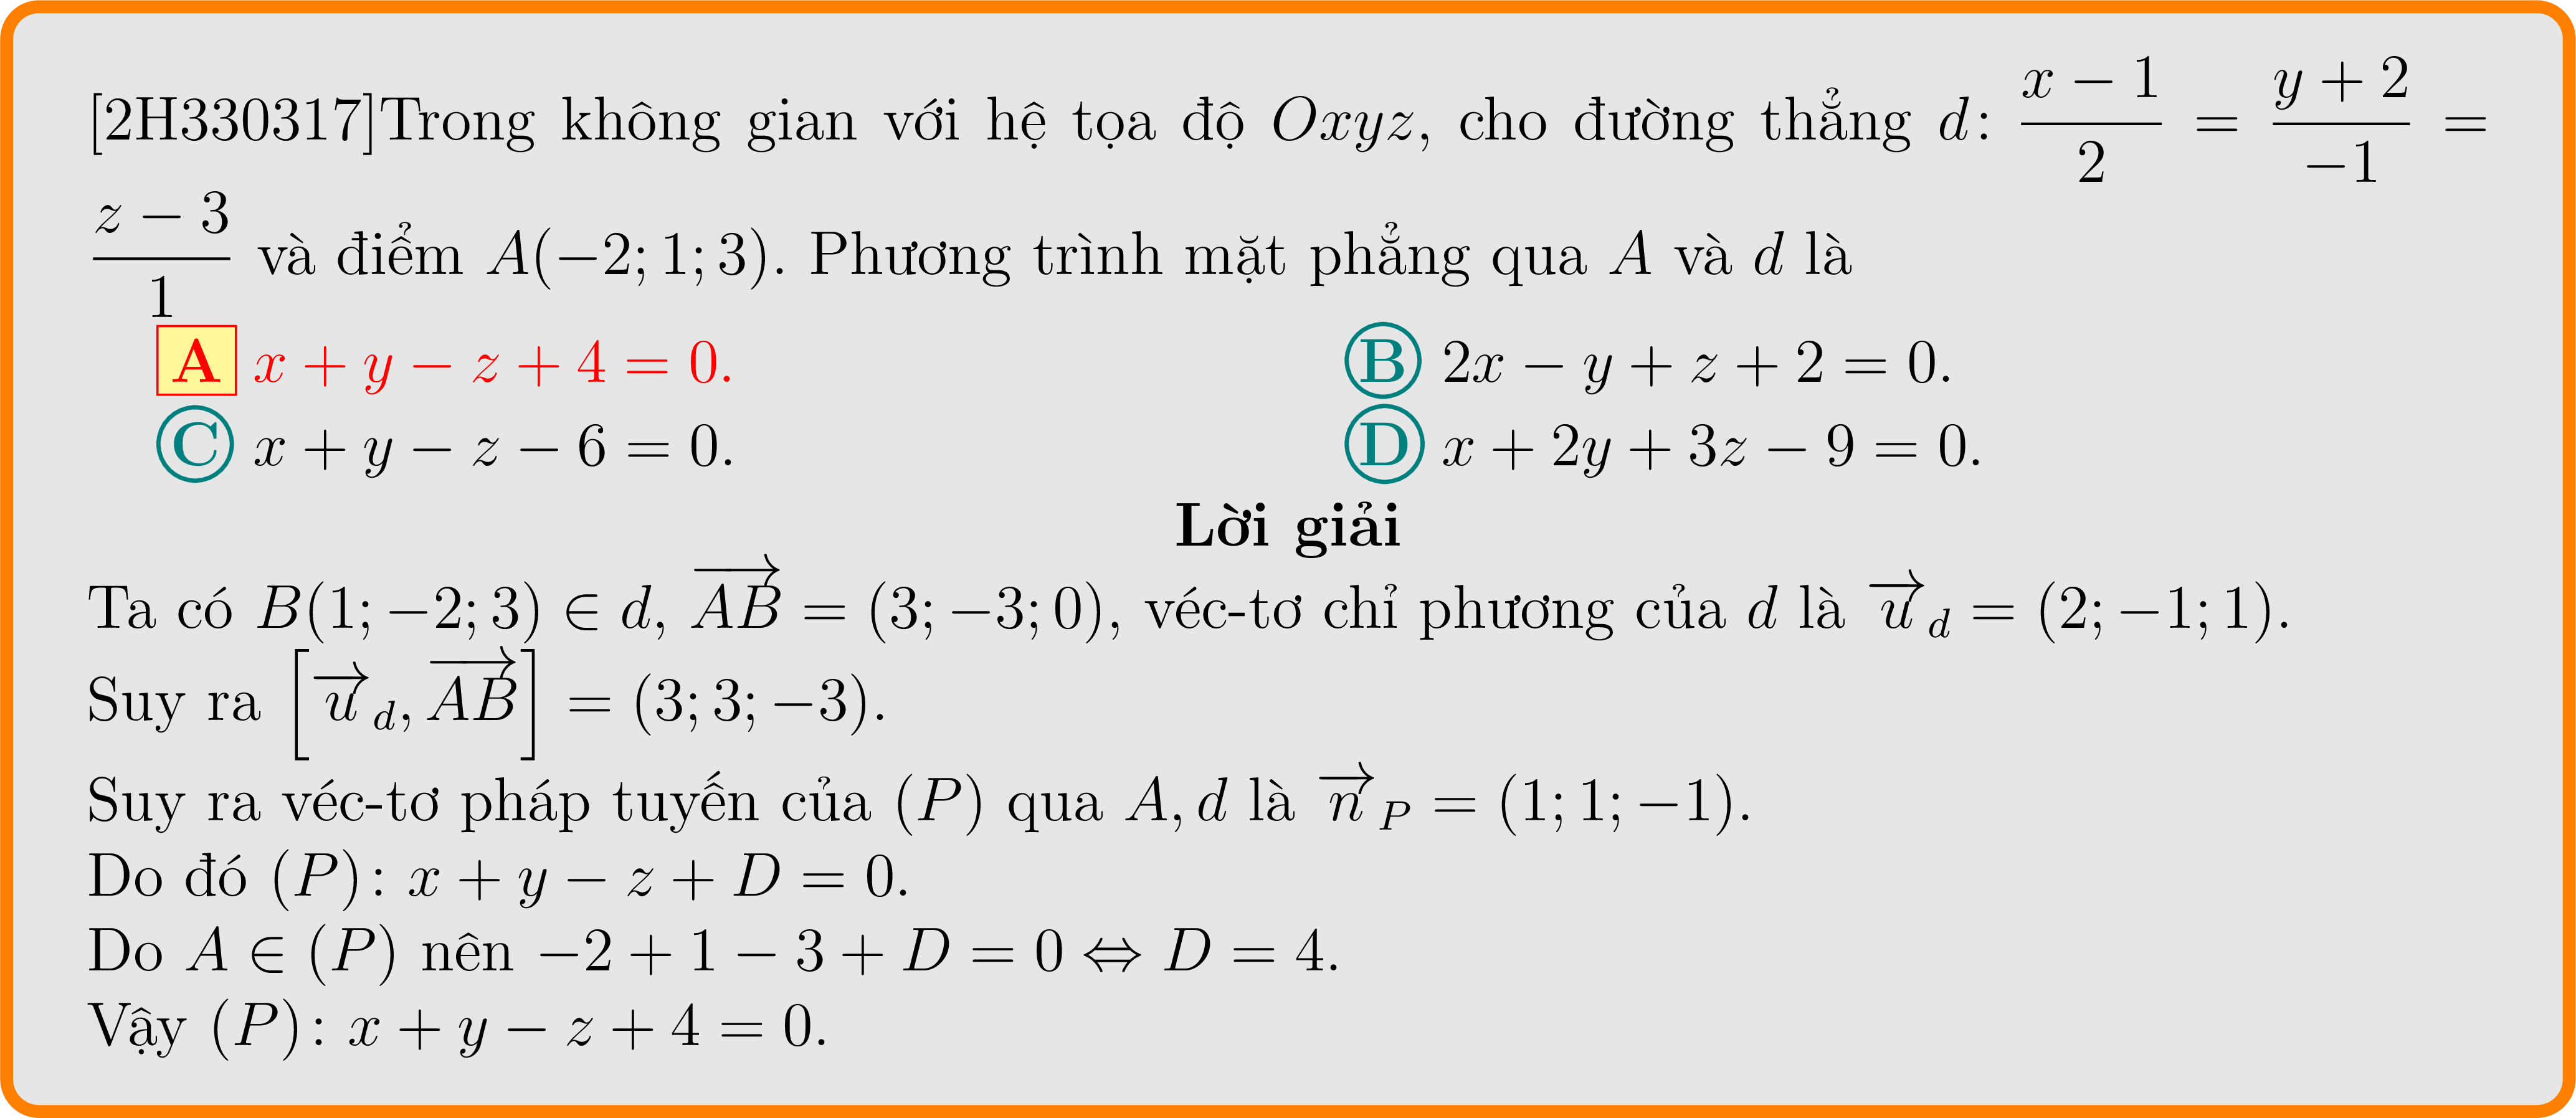 [2H330317]Trong không gian với hệ tọa độ $Oxyz$, cho đường thẳng $d\colon \dfrac{x-1}{2} = \dfrac{y+2}{-1} =$
$\dfrac{z-3}{1}$ và điểm $A(-2;1;3)$. Phương trình mặt phẳng qua $A$ và $d$ là
A $x+y-z+4=0$. B $2x-y+z+2=0$.
C $x+y-z-6=0$. D $x+2y+3z-9=0$.
Lời giải
Ta có $B(1;-2;3) \in d$, $\overrightarrow{AB} = (3;-3;0)$, véc-tơ chỉ phương của $d$ là $\overrightarrow{u}_d = (2;-1;1)$.
Suy ra $\left[\overrightarrow{u}_d, \overrightarrow{AB}\right] = (3;3;-3)$.
Suy ra véc-tơ pháp tuyến của $(P)$ qua $A, d$ là $\overrightarrow{n}_P = (1;1;-1)$.
Do đó $(P)\colon x+y-z+D=0$.
Do $A \in (P)$ nên $-2+1-3+D=0 \Leftrightarrow D=4$.
Vậy $(P)\colon x+y-z+4=0$.